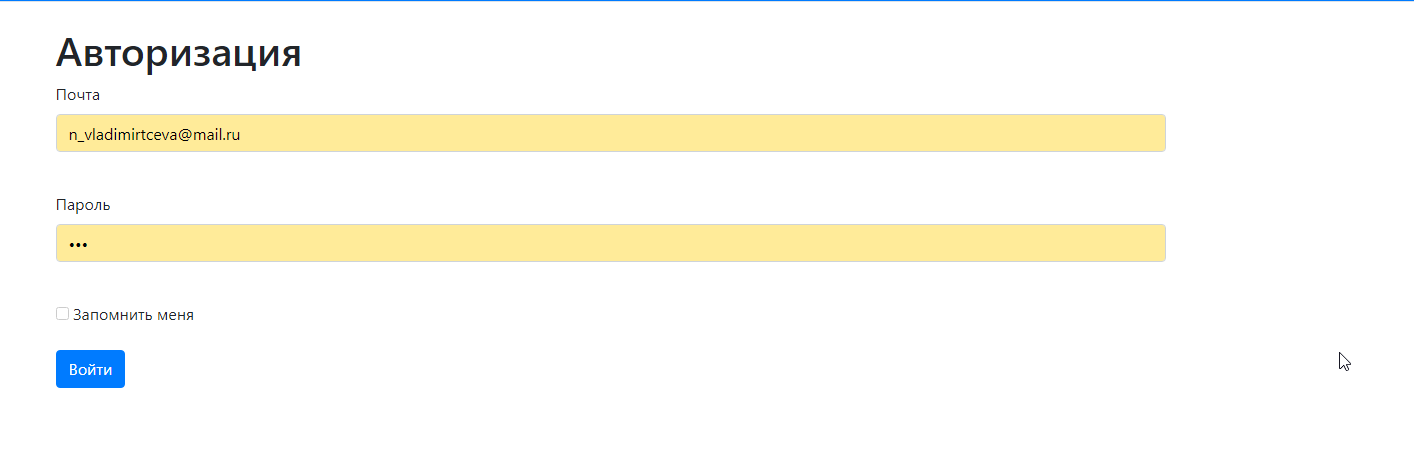 Авторизация
Почта
n_vladimirtceva@mail.ru
Пароль
•••
Запомнить меня
Войти